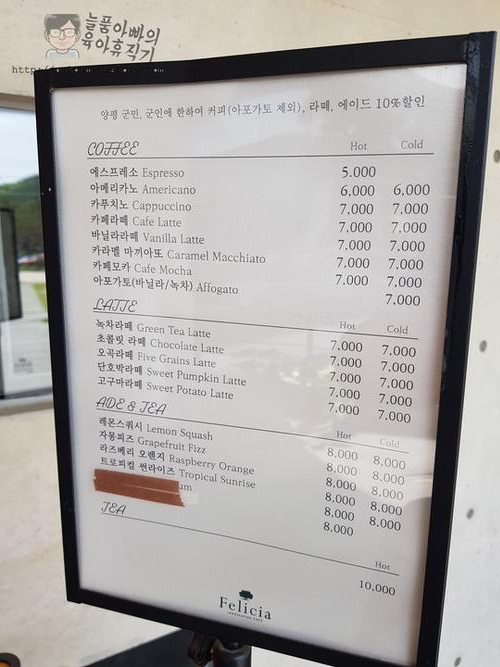 늘품아빠의
육아휴직기
양평 군민, 군인에 한하여 커피(아포가토 제외), 라떼, 에이드 10%할인
COFFEE Hot Cold
에스프레소 Espresso 5.000
아메리카노 Americano 6,000 6,000
카푸치노 Cappuccino 7,000 7,000
카페라떼 Cafe Latte 7,000 7,000
바닐라라떼 Vanilla Latte 7,000 7,000
카라멜 마끼아또 Caramel Macchiato 7,000 7,000
카페모카 Cafe Mocha 7,000 7,000
아포가토(바닐라/녹차) Affogato 7.000
LATTE Hot Cold
녹차라떼 Green Tea Latte 7.000 7,000
초콜릿 라떼 Chocolate Latte 7.000 7.000
오곡라떼 Five Grains Latte 7.000 7.000
단호박라떼 Sweet Pumpkin Latte 7.000 7.000
고구마라떼 Sweet Potato Latte 7.000 7.000
ADE & TEA Hot Cold
레몬스쿼시 Lemon Squash 8.000 8,000
자몽피즈 Grapefruit Fizz 8.000 8.000
라즈베리 오렌지 Raspberry Orange 8.000 8.000
트로피컬 썬라이즈 Tropical Sunrise 8.000 8.000
um 8.000 8.000
8.000
TEA Hot
10,000
Felicia